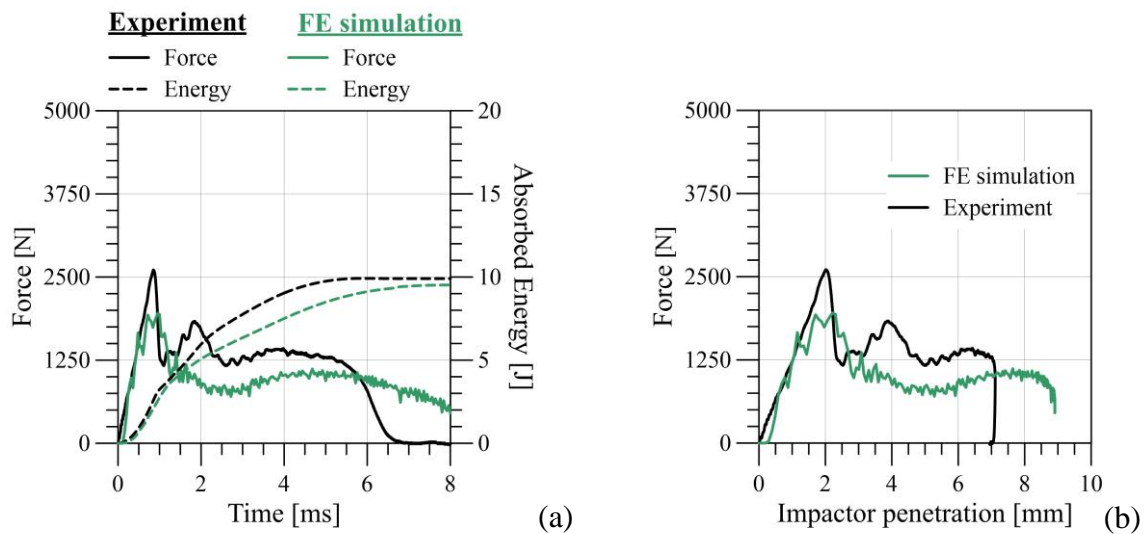 Experiment FE simulation
Force Force
Energy Energy
5000
3750
2500
1250
0
Force [N]
20
15
10
5
0
Absorbed Energy [J]
0 2 4 6 8
Time [ms]
(a)
5000
3750
2500
1250
0
Force [N]
FE simulation
Experiment
0 2 4 6 8 10
Impactor penetration [mm]
(b)